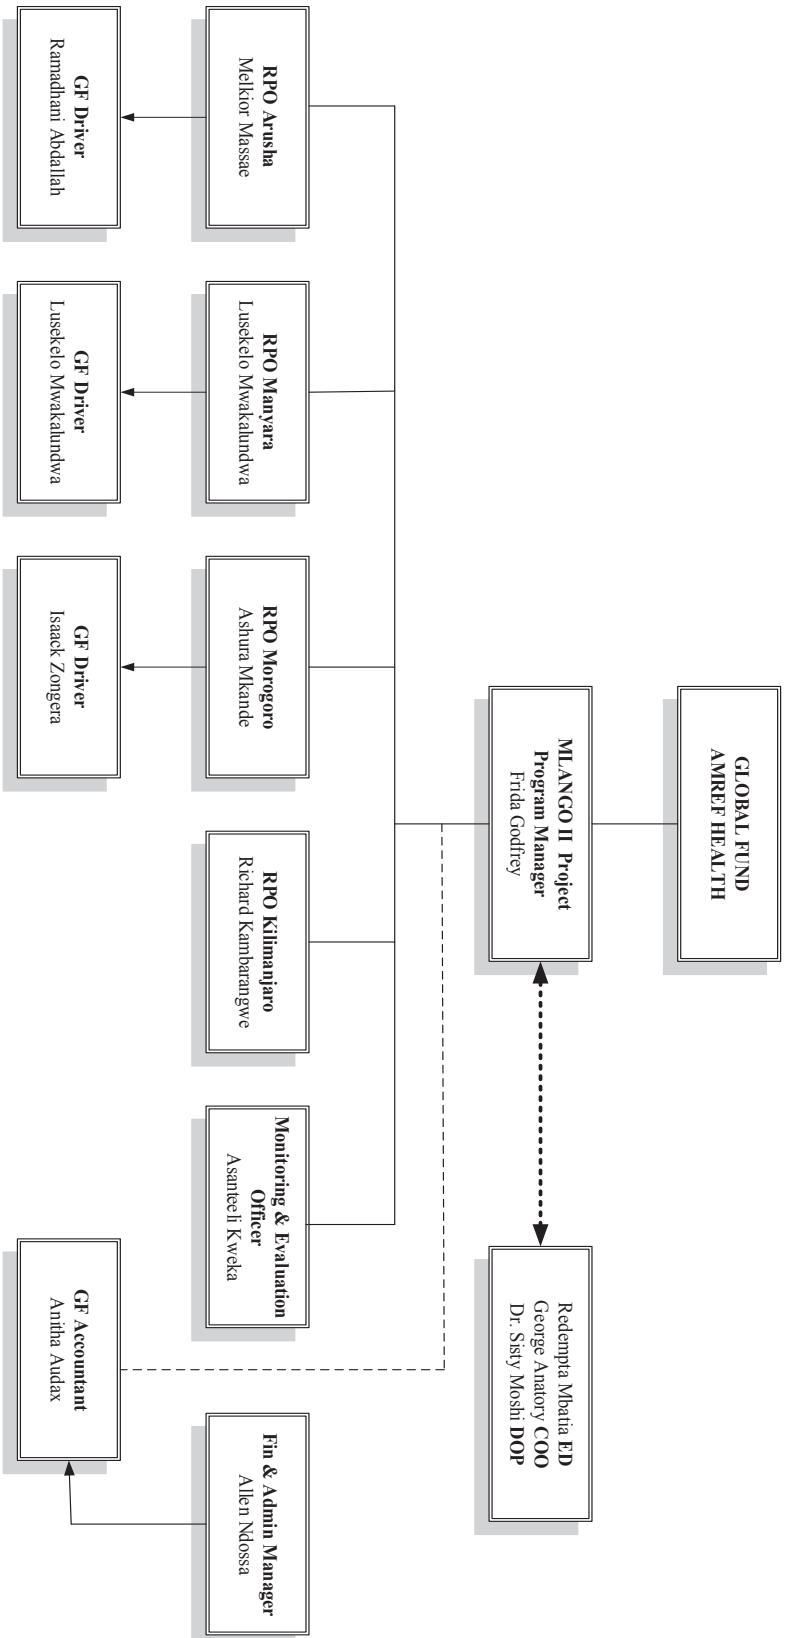 GLOBAL FUND
AMREF HEALTH
MLANGO II Project
Program Manager
Frida Godfrey
Redempta Mbatia ED
George Anatory COO
Dr. Sisty Moshi DOP
RPO Arusha
Melkior Massae
RPO Manyara
Lusekelo Mwakalundwa
RPO Morogoro
Ashura Mkande
RPO Kilimanjaro
Richard Kambarangwe
Monitoring & Evaluation
Officer
Asanteeli Kweka
Fin & Admin Manager
Allen Ndossa
GF Driver
Ramadhani Abdallah
GF Driver
Lusekelo Mwakalundwa
GF Driver
Isaack Zongera
GF Accountant
Anitha Audax